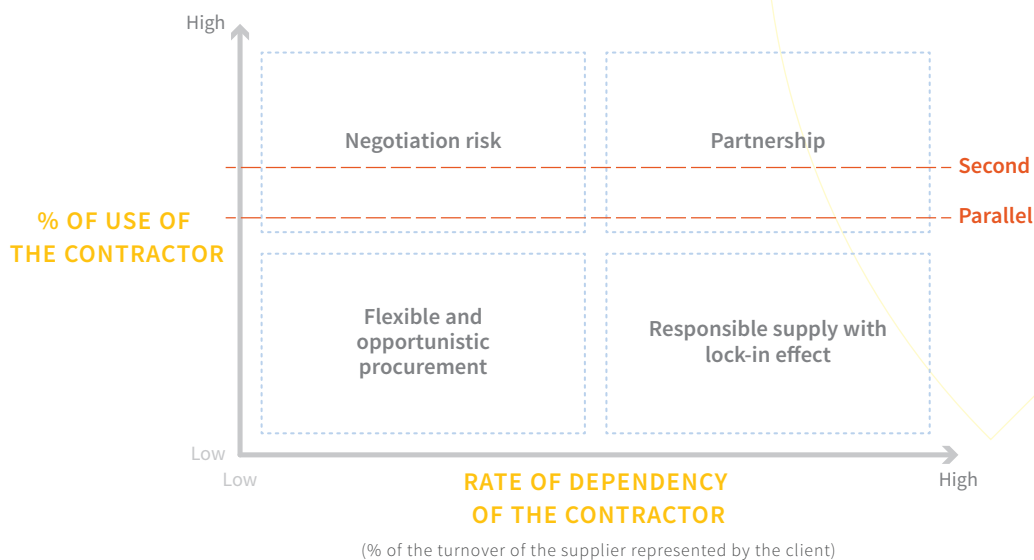 High
Negotiation risk
Partnership
Second
Parallel
% OF USE OF
THE CONTRACTOR
Flexible and
opportunistic
procurement
Responsible supply with
lock-in effect
Low
Low
RATE OF DEPENDENCY
OF THE CONTRACTOR
High
(% of the turnover of the supplier represented by the client)